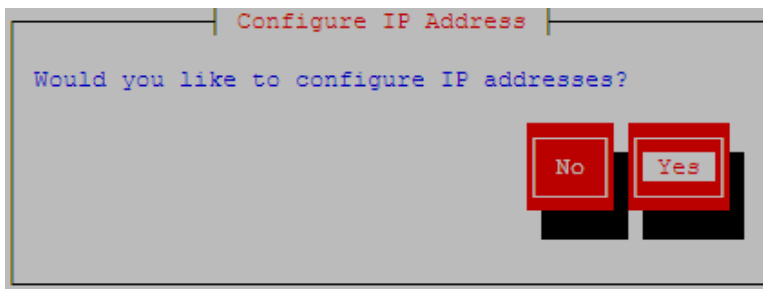 Configure IP Address
Would you like to configure IP addresses?
No Yes